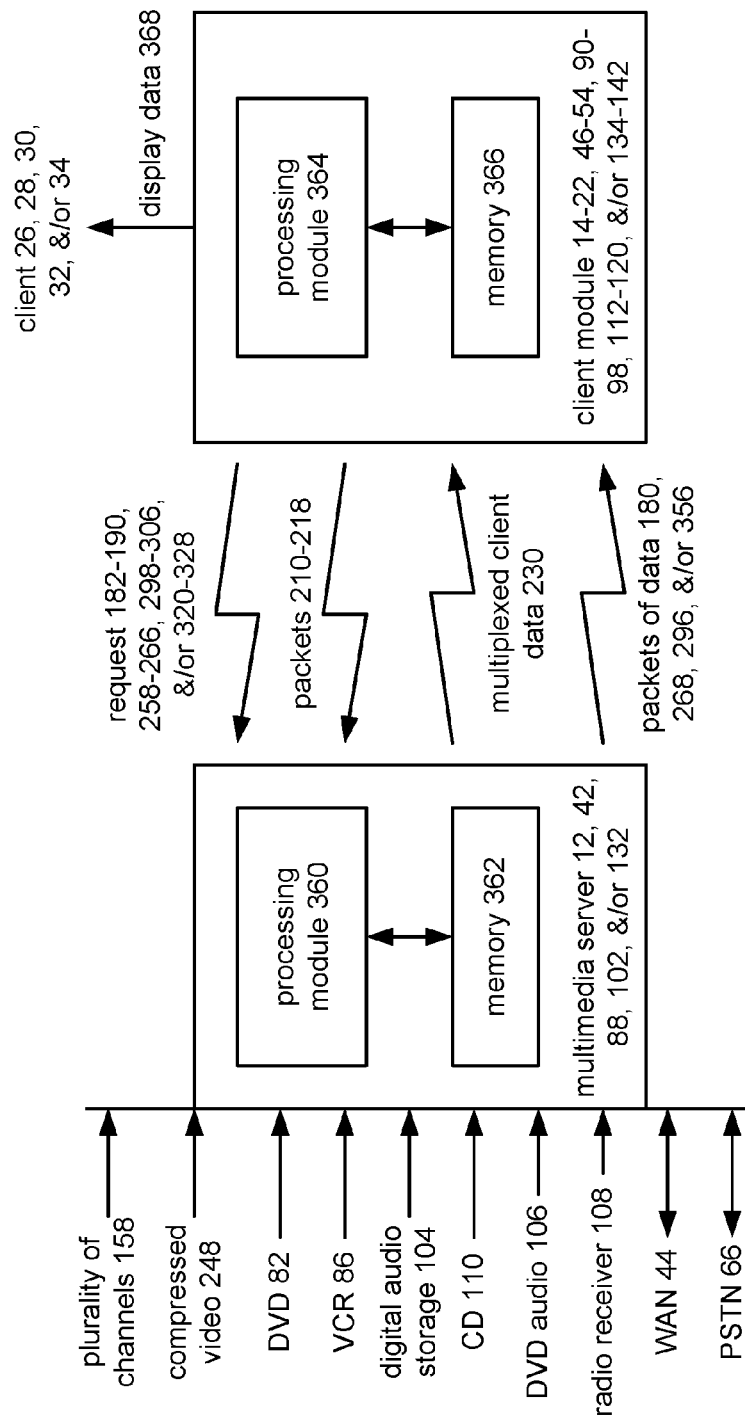 plurality of
channels 158
compressed
video 248
DVD 82
VCR 86
digital audio
storage 104
CD 110
DVD audio 106
radio receiver 108
WAN 44
PSTN 66
processing
module 360
memory 362
multimedia server 12, 42,
88, 102, &/or 132
request 182-190,
258-266, 298-306,
&/or 320-328
packets 210-218
multiplexed client
data 230
packets of data 180,
268, 296, &/or 356
client 26, 28, 30,
32, &/or 34
display data 368
processing
module 364
memory 366
client module 14-22, 46-54, 90-
98, 112-120, &/or 134-142